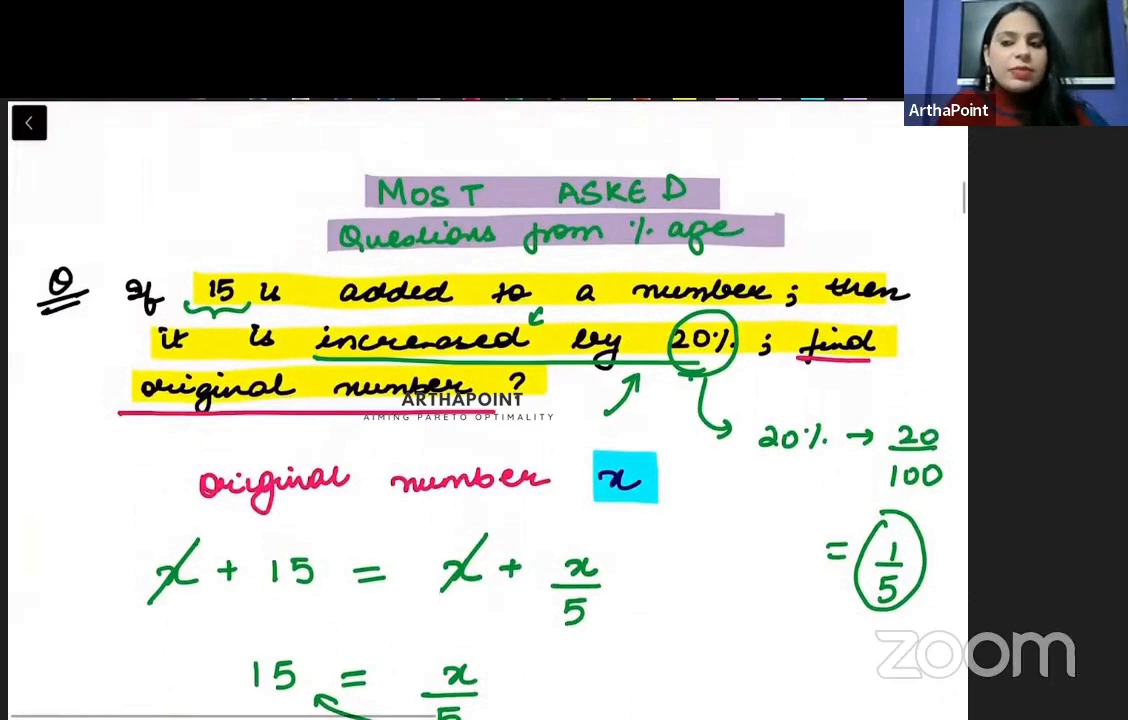 ArthaPoint
MOST ASKED
Questions from % age
Q If 15 is added to a number; then
it is increased by 20%; find
original number?
ARTHAPOINT
AIMING PARETO OPTIMALITY
20% → 20/100
original number x
= 1/5
x + 15 = x + x/5
15 = x/5
zoom